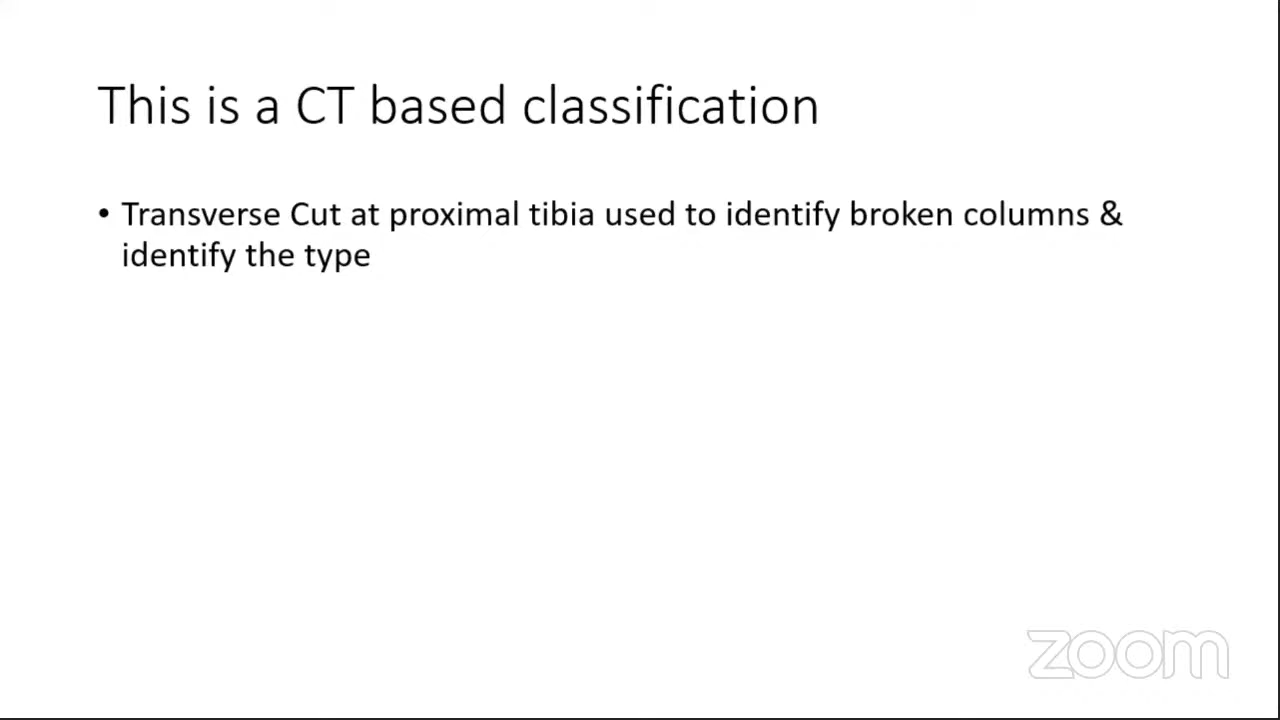 This is a CT based classification
• Transverse Cut at proximal tibia used to identify broken columns &
identify the type
zoom